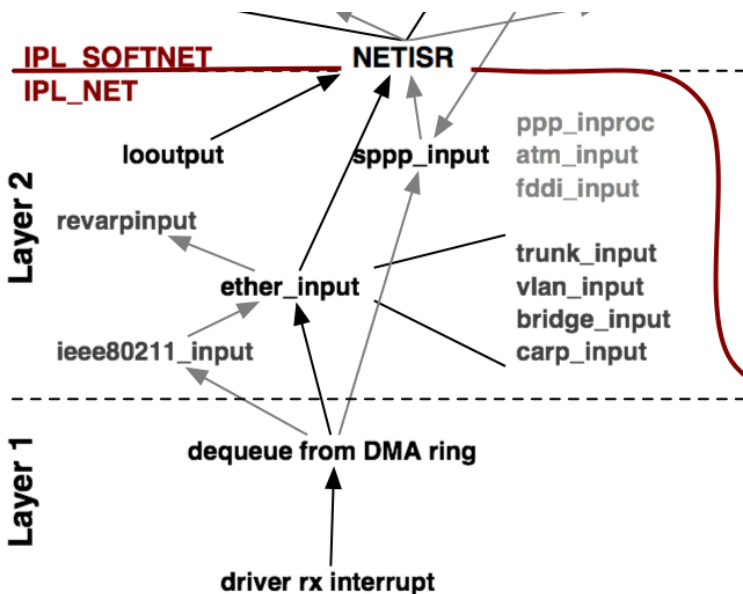 IPL_SOFTNET
NETISR
IPL_NET
ppp_inproc
looutput
sppp_input
atm_input
fddi_input
Layer 2
revarpinput
trunk_input
ether_input
vlan_input
bridge_input
ieee80211_input
carp_input
Layer 1
dequeue from DMA ring
driver rx interrupt